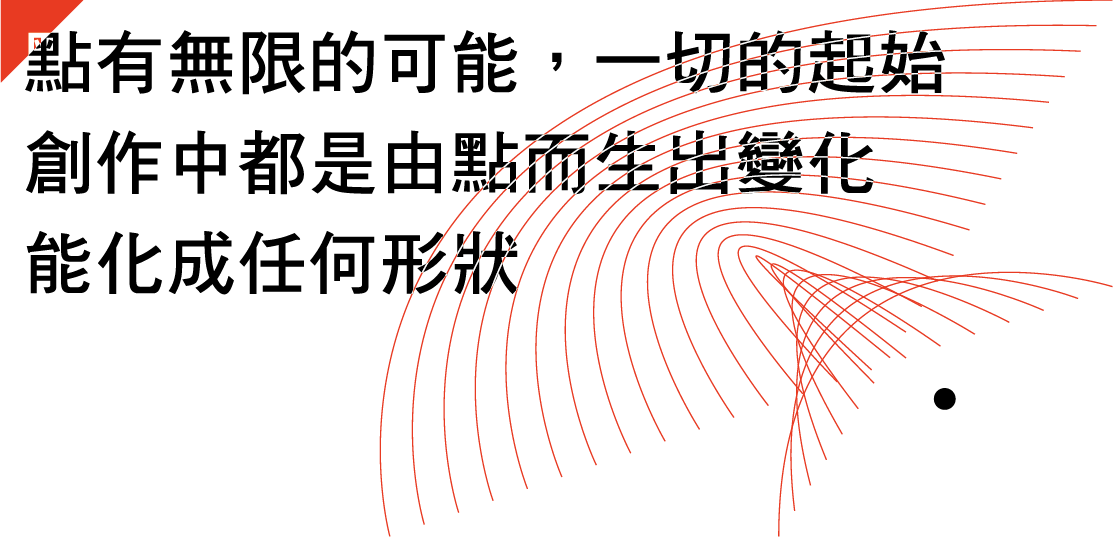 點有無限的可能，一切的起始
創作中都是由點而生出變化
能化成任何形狀